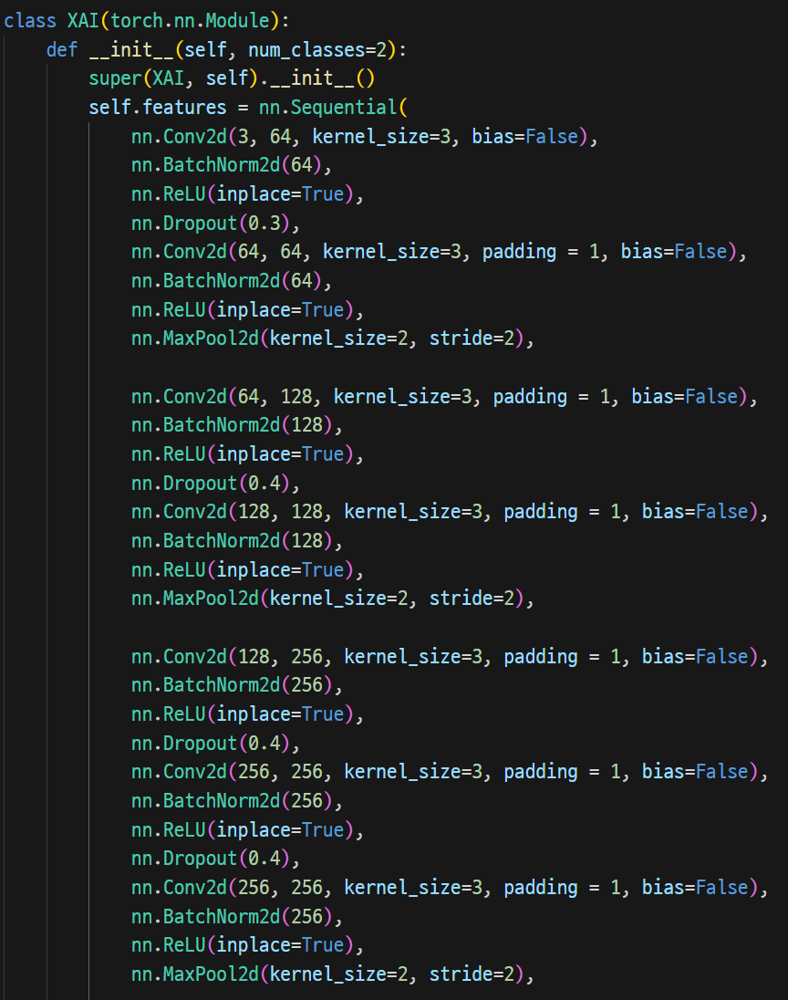 class XAI(torch.nn.Module):
    def __init__(self, num_classes=2):
        super(XAI, self).__init__()
        self.features = nn.Sequential(
            nn.Conv2d(3, 64, kernel_size=3, bias=False),
            nn.BatchNorm2d(64),
            nn.ReLU(inplace=True),
            nn.Dropout(0.3),
            nn.Conv2d(64, 64, kernel_size=3, padding = 1, bias=False),
            nn.BatchNorm2d(64),
            nn.ReLU(inplace=True),
            nn.MaxPool2d(kernel_size=2, stride=2),

            nn.Conv2d(64, 128, kernel_size=3, padding = 1, bias=False),
            nn.BatchNorm2d(128),
            nn.ReLU(inplace=True),
            nn.Dropout(0.4),
            nn.Conv2d(128, 128, kernel_size=3, padding = 1, bias=False),
            nn.BatchNorm2d(128),
            nn.ReLU(inplace=True),
            nn.MaxPool2d(kernel_size=2, stride=2),

            nn.Conv2d(128, 256, kernel_size=3, padding = 1, bias=False),
            nn.BatchNorm2d(256),
            nn.ReLU(inplace=True),
            nn.Dropout(0.4),
            nn.Conv2d(256, 256, kernel_size=3, padding = 1, bias=False),
            nn.BatchNorm2d(256),
            nn.ReLU(inplace=True),
            nn.Dropout(0.4),
            nn.Conv2d(256, 256, kernel_size=3, padding = 1, bias=False),
            nn.BatchNorm2d(256),
            nn.ReLU(inplace=True),
            nn.MaxPool2d(kernel_size=2, stride=2),